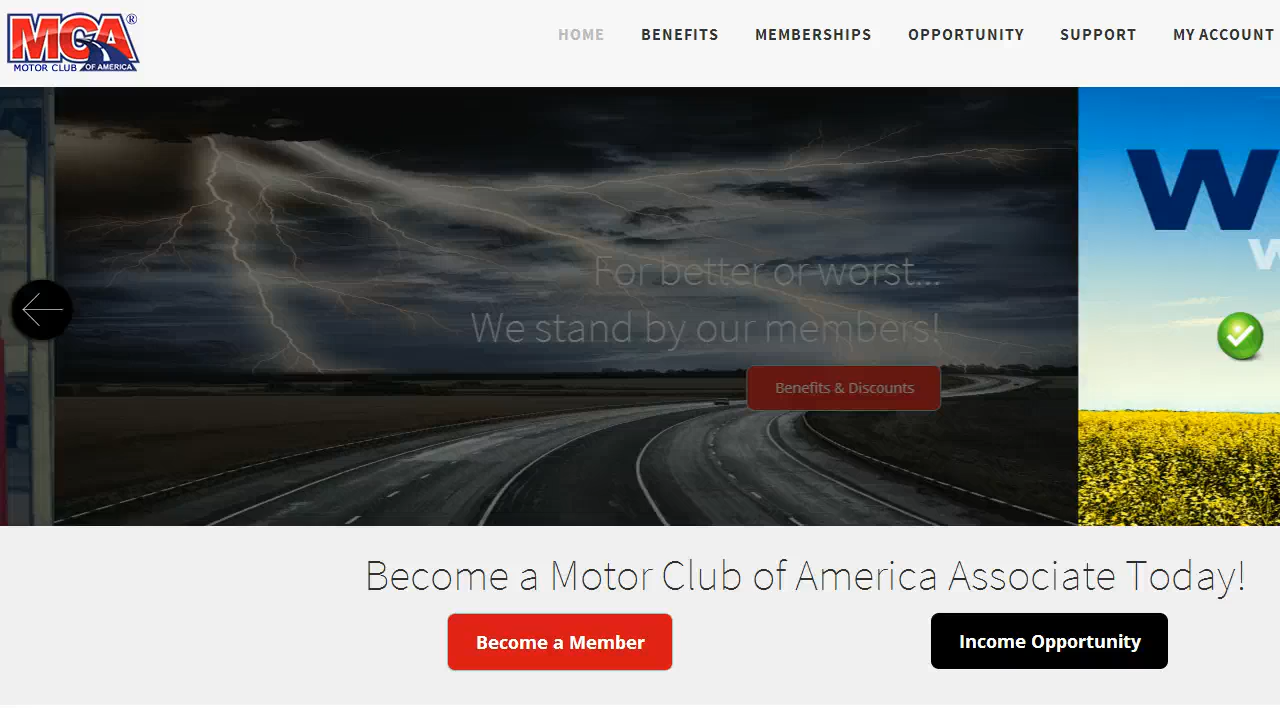 MCA®
MOTOR CLUB OF AMERICA
HOME BENEFITS MEMBERSHIPS OPPORTUNITY SUPPORT MY ACCOUNT
W
For better or worst...
We stand by our members!
Benefits & Discounts
Become a Motor Club of America Associate Today!
Become a Member Income Opportunity